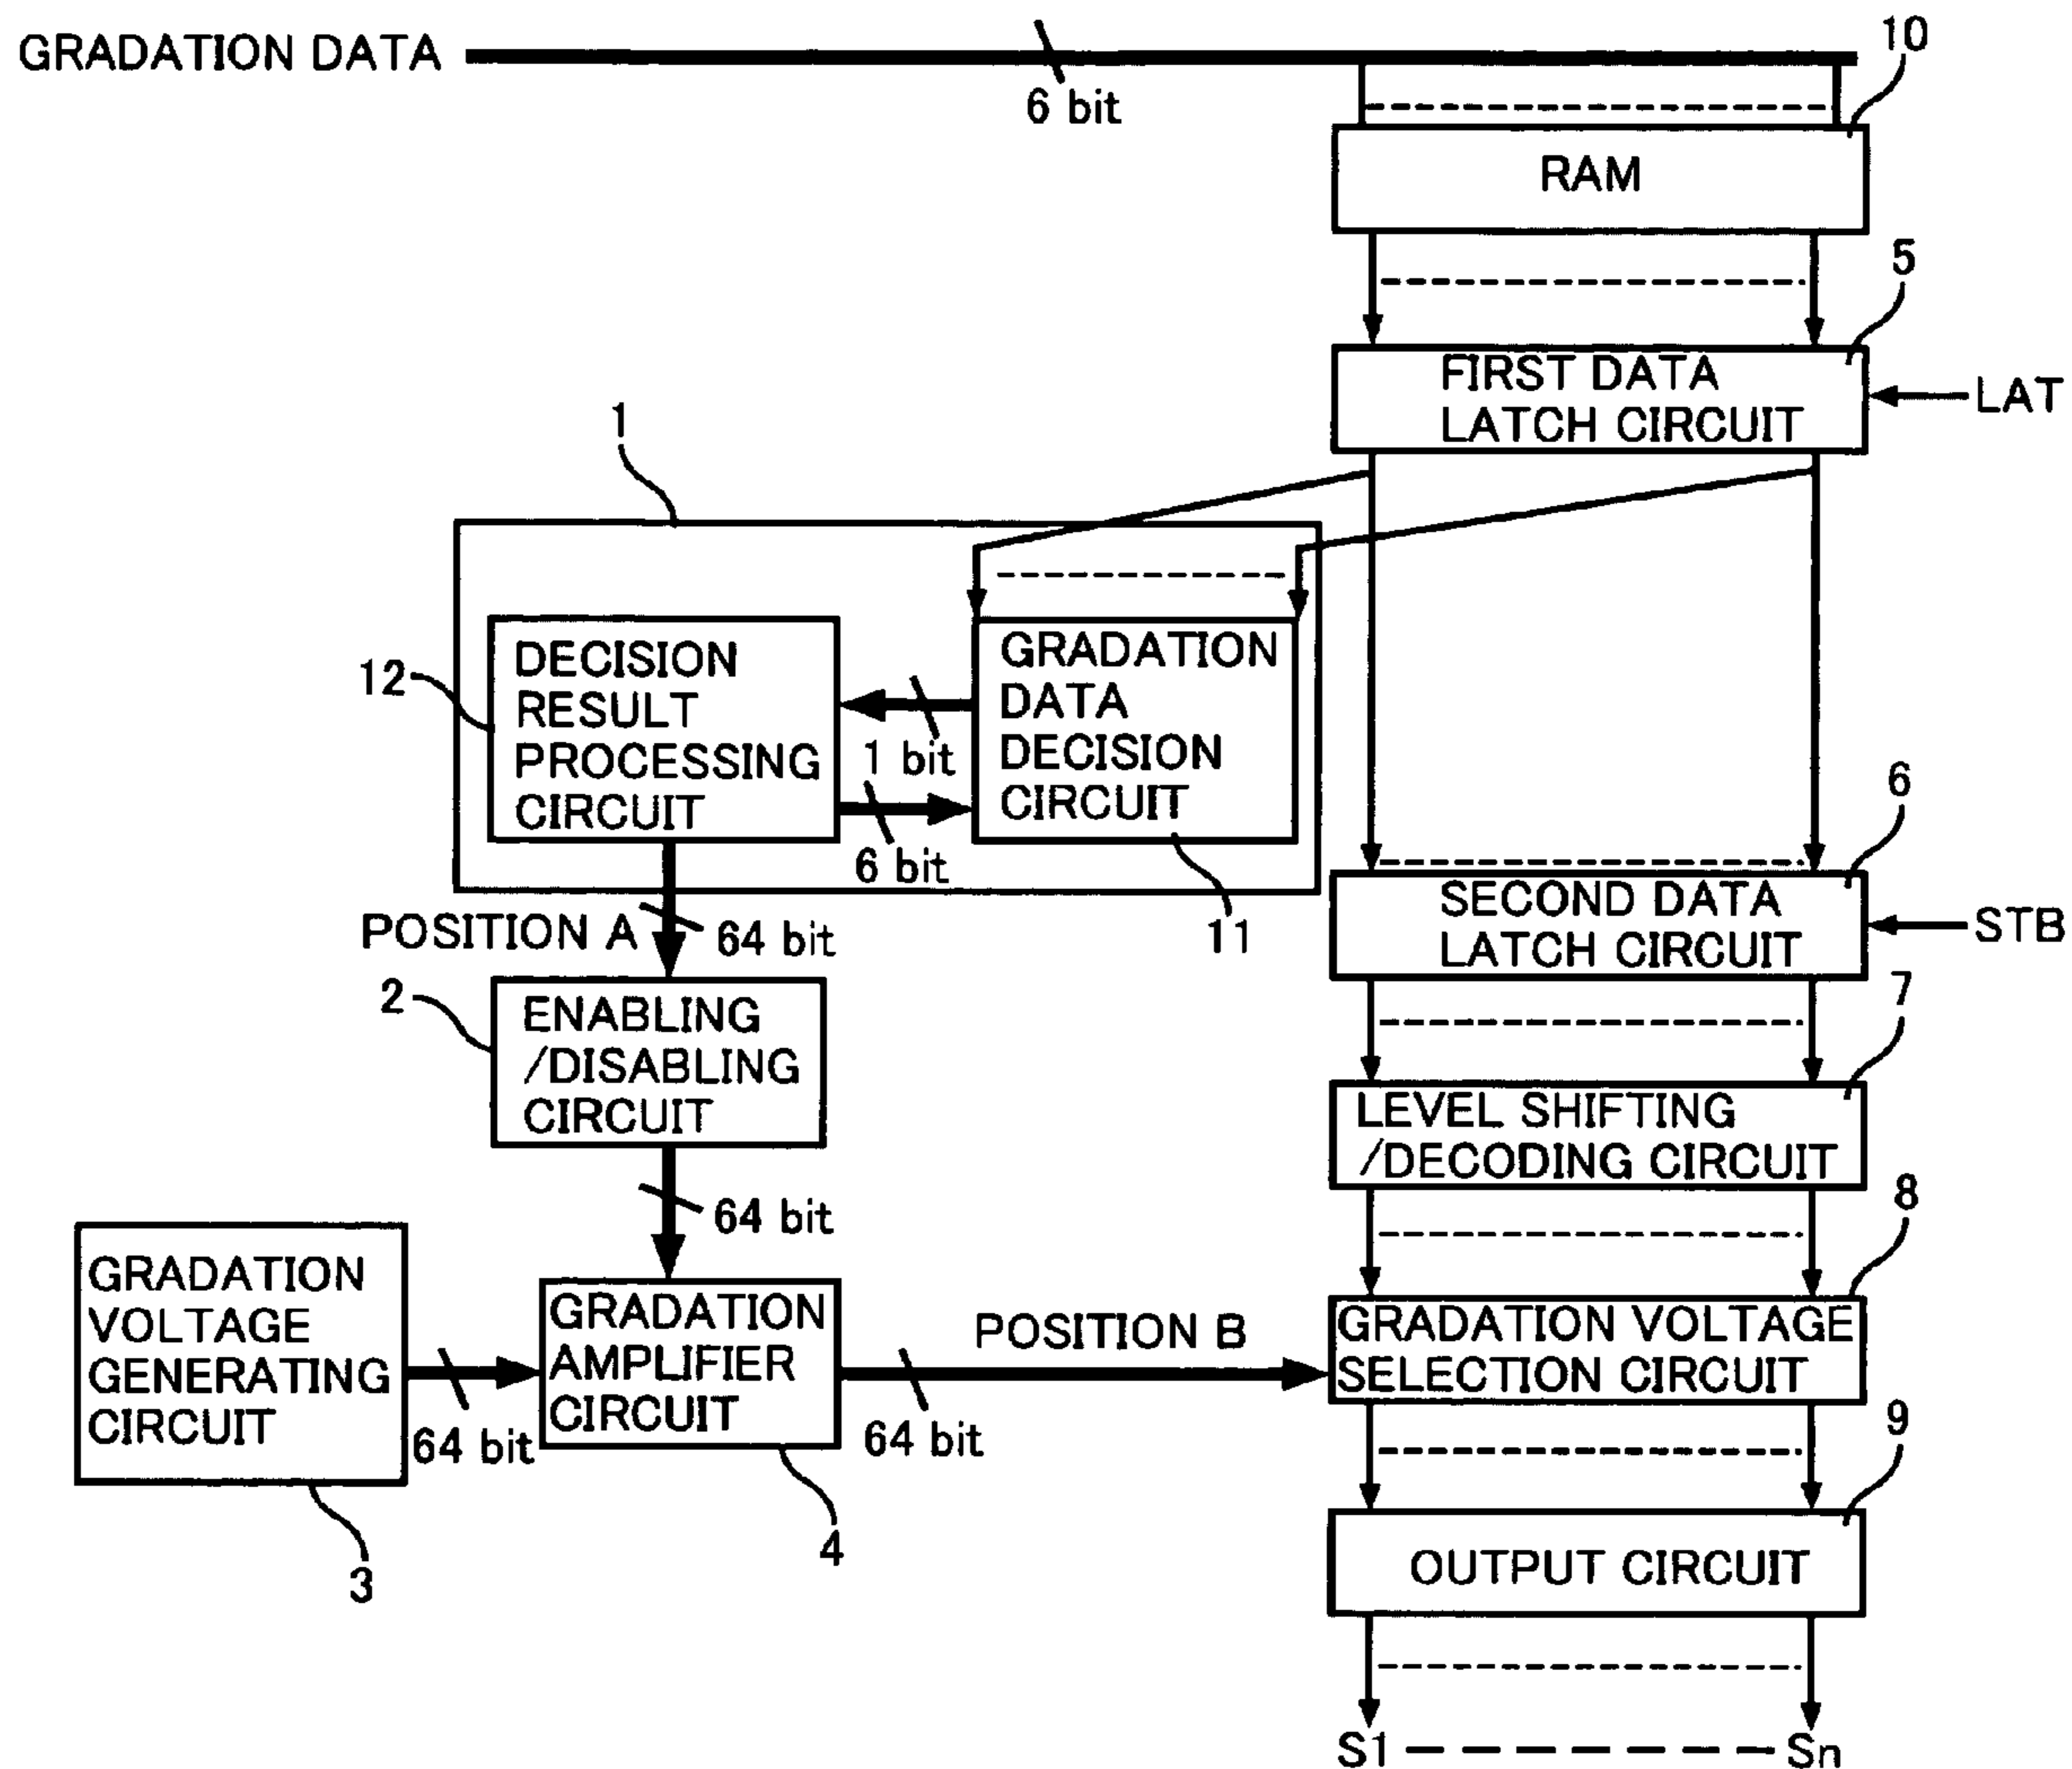 GRADATION DATA
6 bit
10
RAM
5
FIRST DATA
LATCH CIRCUIT
LAT
1
12
DECISION
RESULT
PROCESSING
CIRCUIT
1 bit
6 bit
GRADATION
DATA
DECISION
CIRCUIT
11
6
SECOND DATA
LATCH CIRCUIT
STB
POSITION A
64 bit
2
ENABLING
/DISABLING
CIRCUIT
7
LEVEL SHIFTING
/DECODING CIRCUIT
64 bit
8
GRADATION
VOLTAGE
GENERATING
CIRCUIT
3
64 bit
GRADATION
AMPLIFIER
CIRCUIT
4
POSITION B
64 bit
GRADATION VOLTAGE
SELECTION CIRCUIT
9
OUTPUT CIRCUIT
S1
Sn